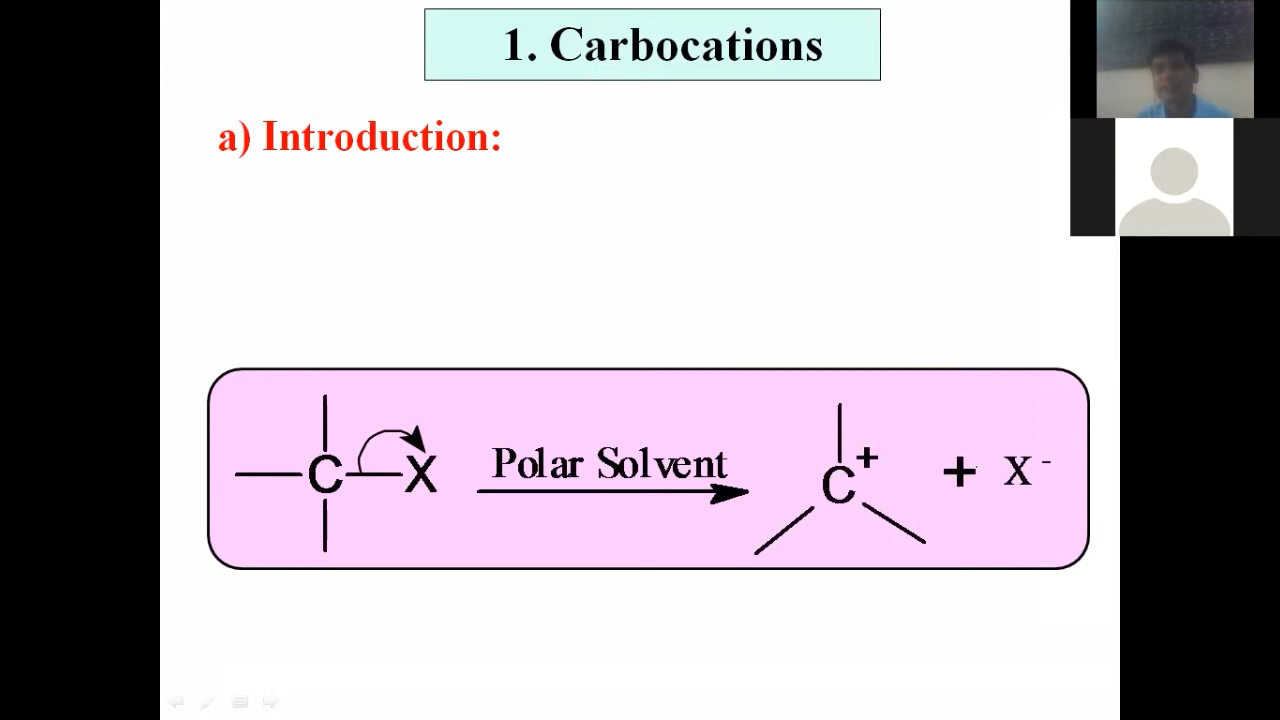 1. Carbocations
a) Introduction:
C X Polar Solvent C + + X -